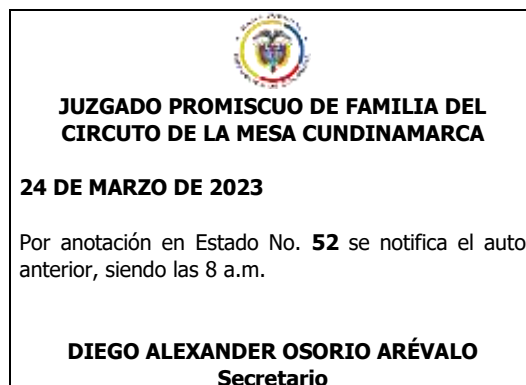 JUZGADO PROMISCUO DE FAMILIA DEL
CIRCUTO DE LA MESA CUNDINAMARCA
24 DE MARZO DE 2023
Por anotación en Estado No. 52 se notifica el auto
anterior, siendo las 8 a.m.
DIEGO ALEXANDER OSORIO ARÉVALO
Secretario